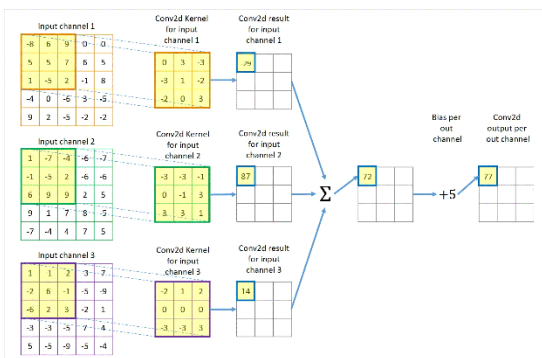 Input channel 1
-8 6 9 0 0
5 5 7 6 5
1 -5 2 -1 8
-4 0 -6 3 -5
9 2 -5 -2 -2
Conv2d Kernel
for input
channel 1
0 3 -3
-3 1 -2
-2 0 3
Conv2d result
for input
channel 1
-29
Input channel 2
1 -7 -4 -6 -7
-1 -5 2 -6 -6
6 9 9 2 5
9 1 7 8 -5
-7 -4 4 7 5
Conv2d Kernel
for input
channel 2
-3 -3 -1
0 -1 3
3 3 1
Conv2d result
for input
channel 2
87
Input channel 3
1 1 2 3 -7
-2 6 -1 -5 -9
-6 2 3 -2 1
-3 -3 -5 7 4
5 -5 -9 -5 -4
Conv2d Kernel
for input
channel 3
-2 1 2
0 0 0
-3 -3 3
Conv2d result
for input
channel 3
14
Σ
72
Bias per
out
channel
+5
Conv2d
output per
out channel
77